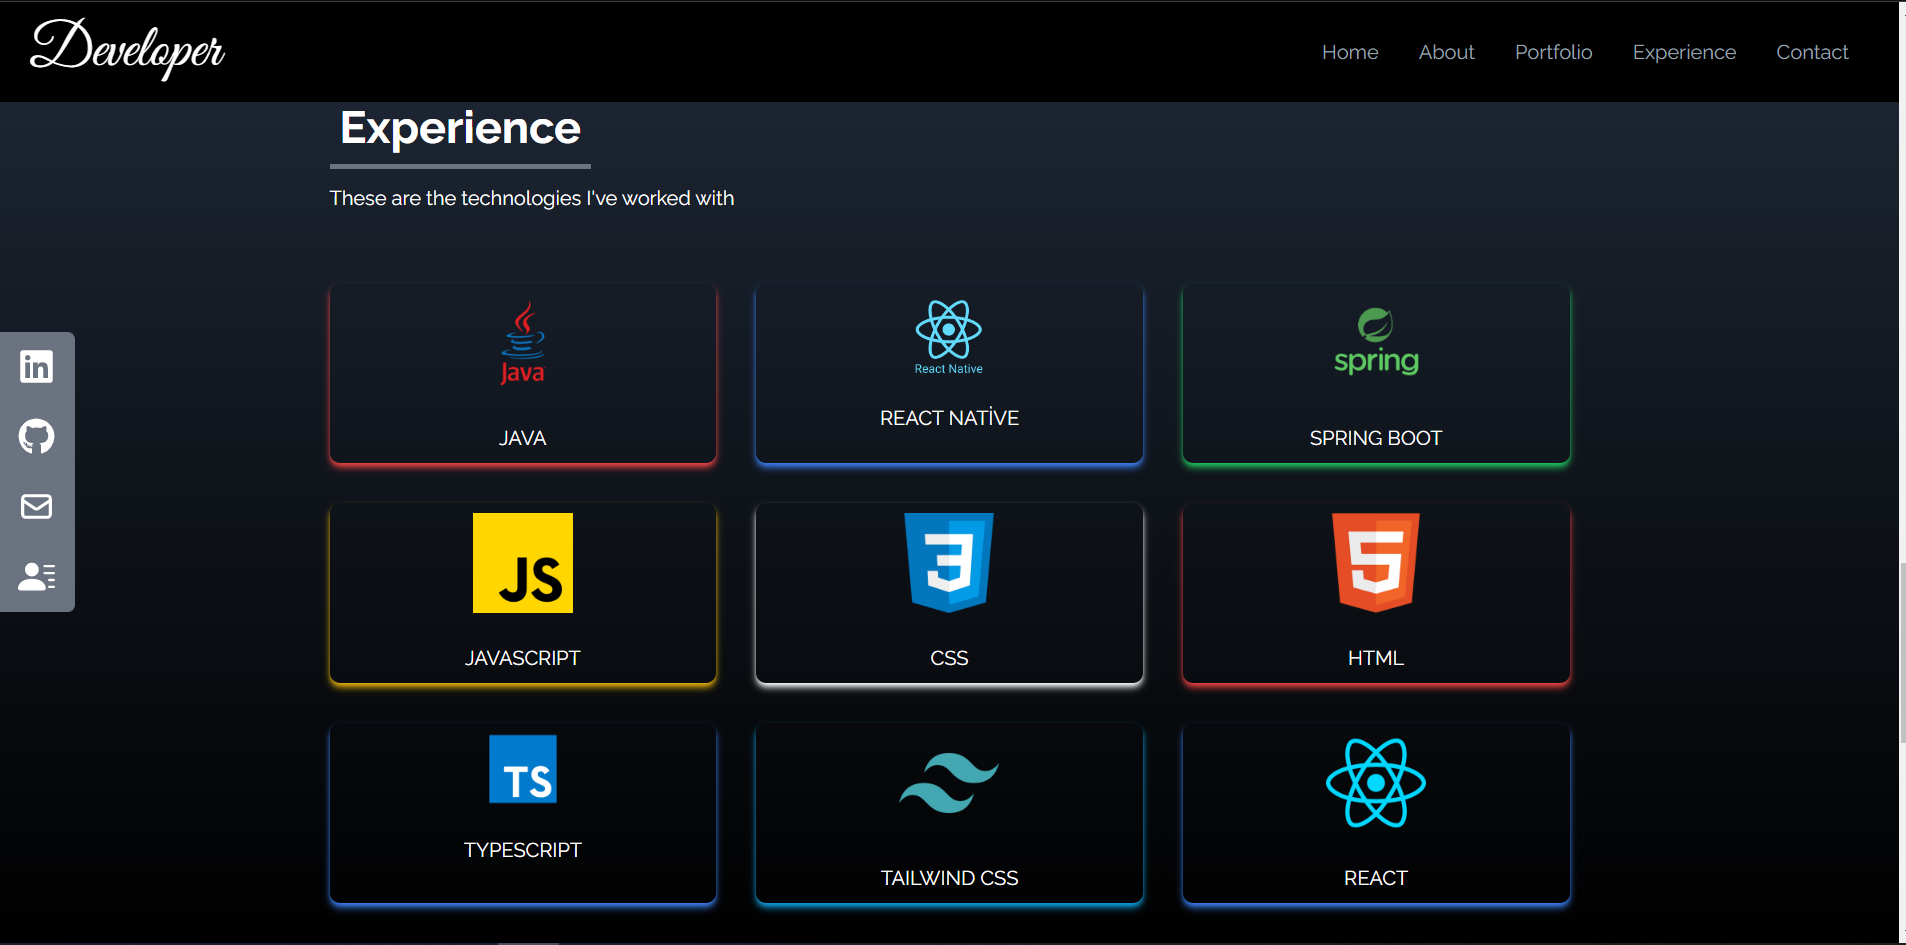 Developer
Home About Portfolio Experience Contact
Experience
These are the technologies I've worked with
Java
React Native
spring
JAVA
REACT NATİVE
SPRING BOOT
in
JS
3
5
JAVASCRIPT
CSS
HTML
TS
TYPESCRIPT
TAILWIND CSS
REACT